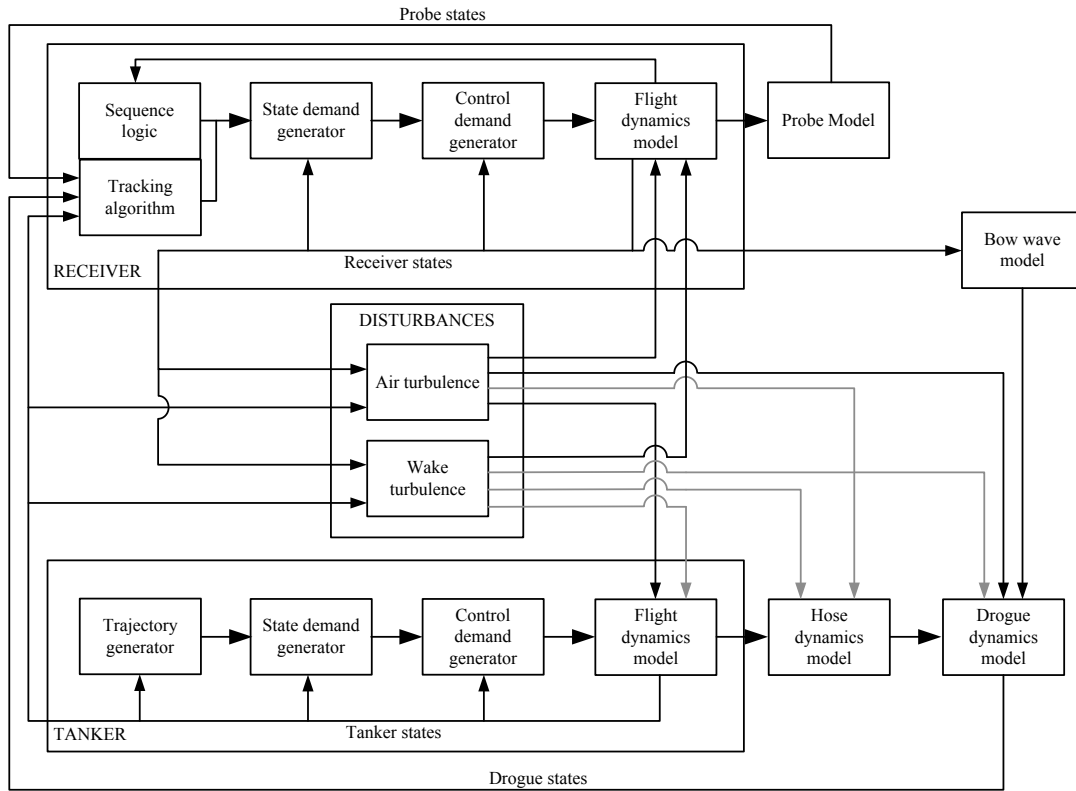 Probe states
Sequence
logic
State demand
generator
Control
demand
generator
Flight
dynamics
model
Probe Model
Tracking
algorithm
Receiver states
RECEIVER
Bow wave
model
DISTURBANCES
Air turbulence
Wake
turbulence
Trajectory
generator
State demand
generator
Control
demand
generator
Flight
dynamics
model
Hose
dynamics
model
Drogue
dynamics
model
Tanker states
TANKER
Drogue states